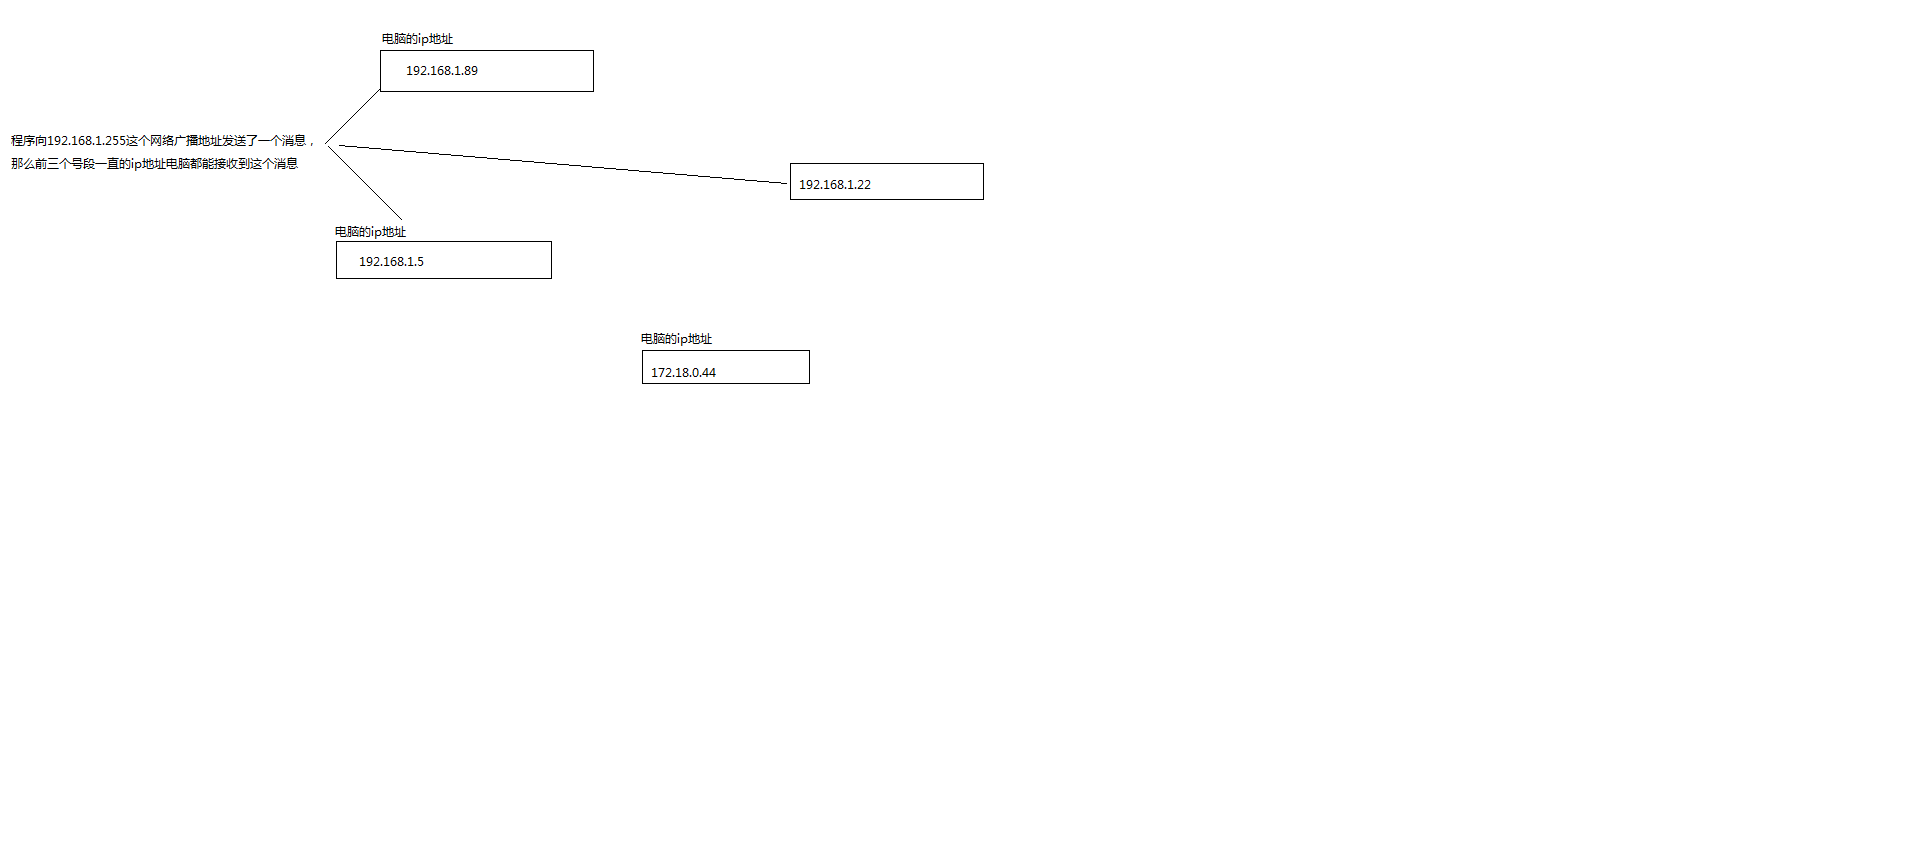 电脑的ip地址
192.168.1.89
程序向192.168.1.255这个网络广播地址发送了一个消息，
那么前三个号段一直的ip地址电脑都能接收到这个消息
192.168.1.22
电脑的ip地址
192.168.1.5
电脑的ip地址
172.18.0.44